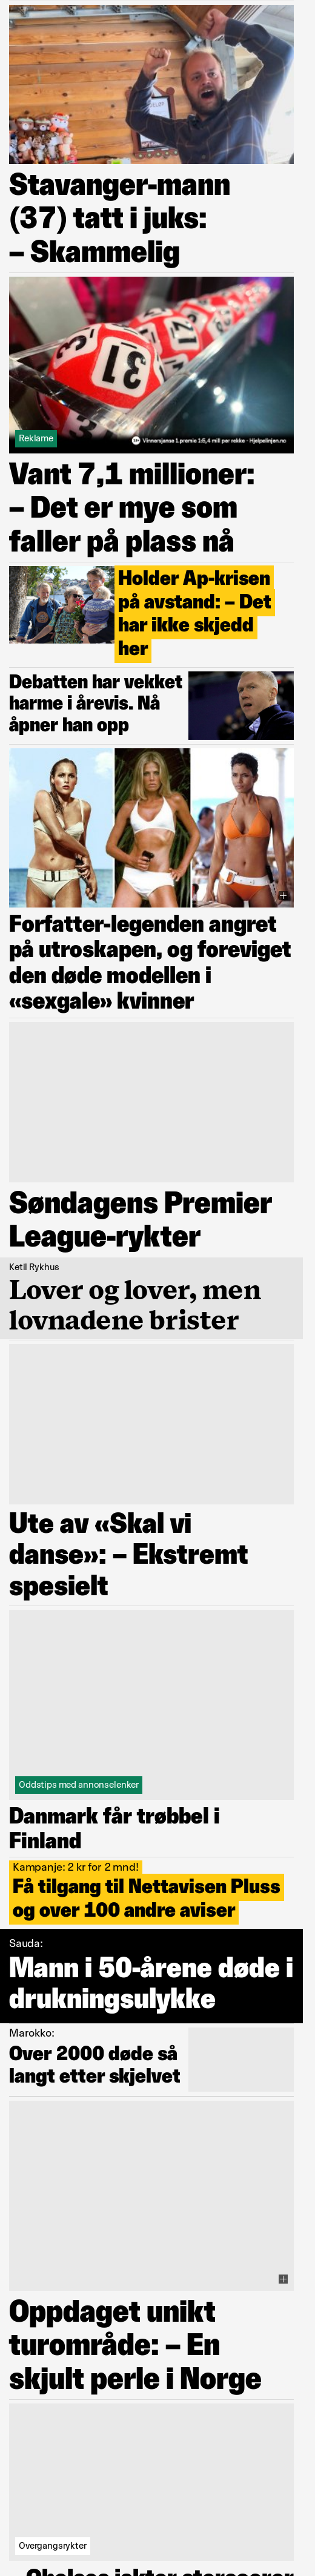 Stavanger-mann
(37) tatt i juks:
– Skammelig
31
Reklame
18+ Vinnersjanse 1.premie 1:5,4 mill per rekke - Hjelpelinjen.no
Vant 7,1 millioner:
– Det er mye som
faller på plass nå
Holder Ap-krisen
på avstand: – Det
har ikke skjedd
her
Debatten har vekket
harme i årevis. Nå
åpner han opp
Forfatter-legenden angret
på utroskapen, og foreviget
den døde modellen i
«sexgale» kvinner
Søndagens Premier
League-rykter
Ketil Rykhus
Lover og lover, men
lovnadene brister
Ute av «Skal vi
danse»: – Ekstremt
spesielt
Oddstips med annonselenker
Danmark får trøbbel i
Finland
Kampanje: 2 kr for 2 mnd!
Få tilgang til Nettavisen Pluss
og over 100 andre aviser
Sauda:
Mann i 50-årene døde i
drukningsulykke
Marokko:
Over 2000 døde så
langt etter skjelvet
Oppdaget unikt
turområde: – En
skjult perle i Norge
Overgangsrykter